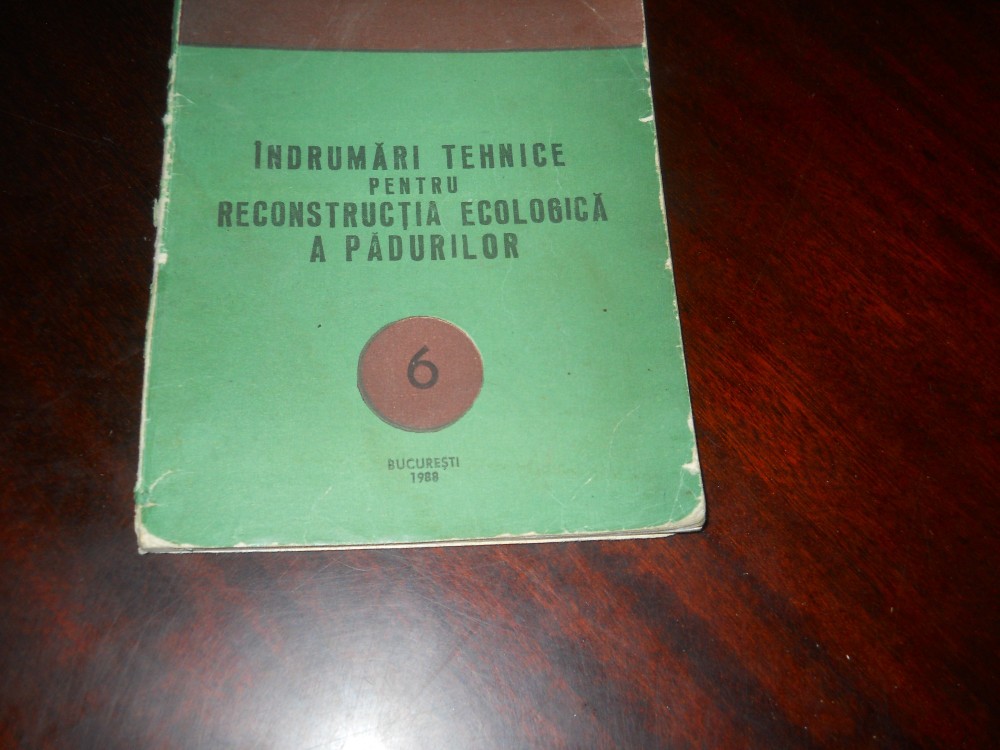 ÎNDRUMĂRI TEHNICE
PENTRU
RECONSTRUCȚIA ECOLOGICĂ
A PĂDURILOR
6
BUCUREȘTI
1988